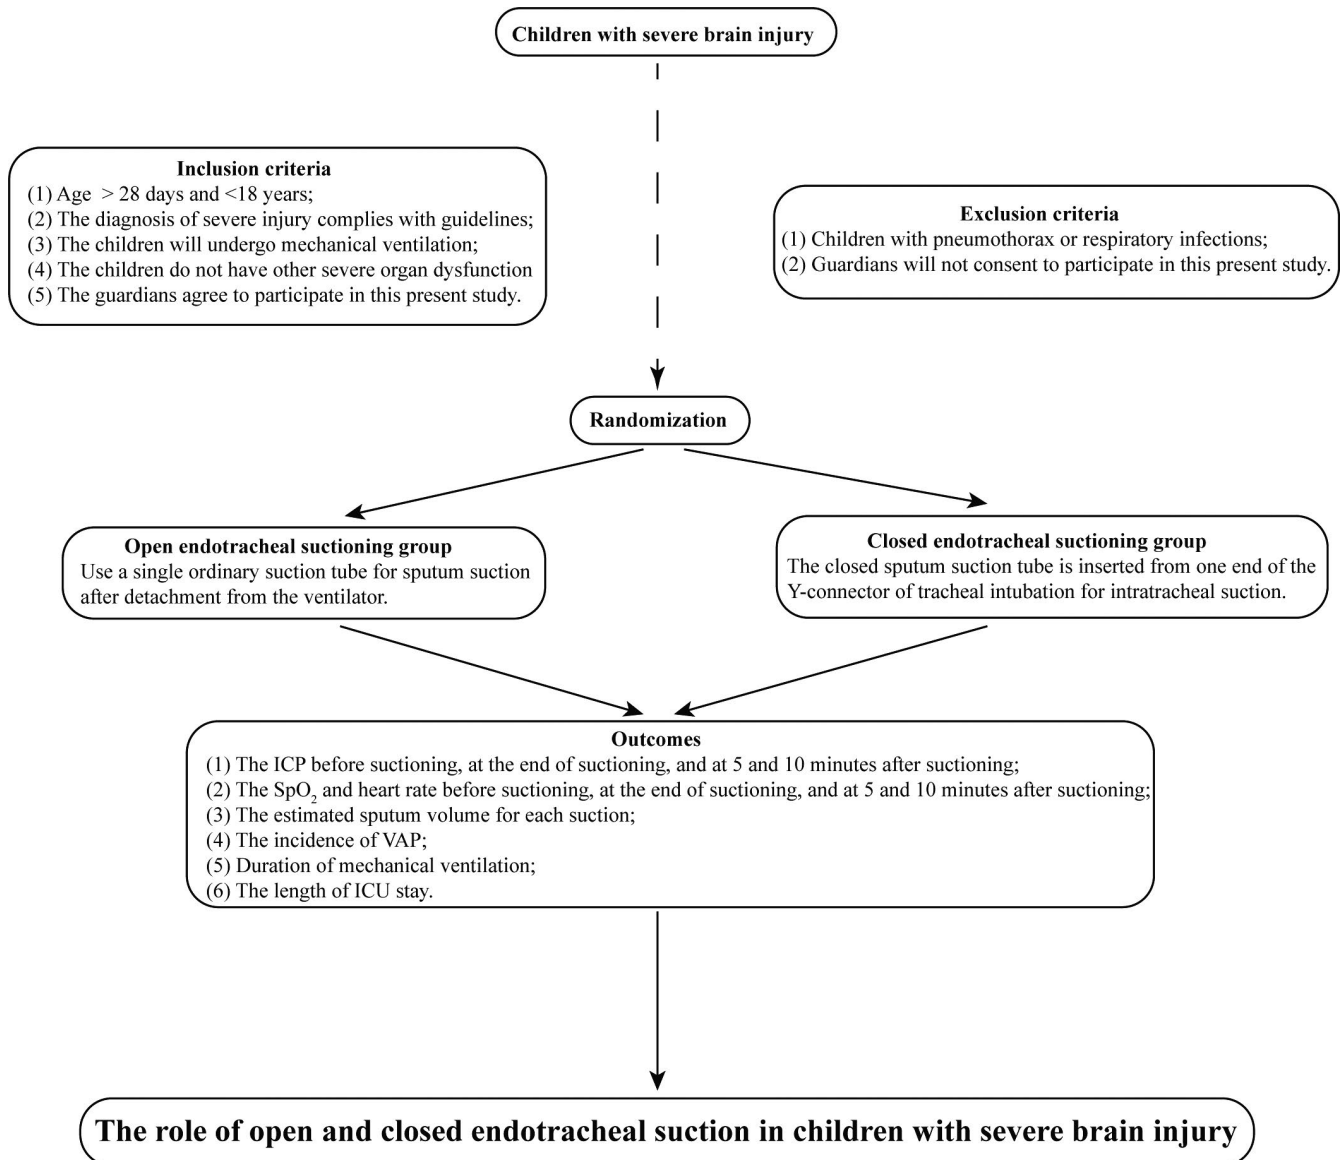 Children with severe brain injury
Inclusion criteria
(1) Age  > 28 days and <18 years;
(2) The diagnosis of severe injury complies with guidelines;
(3) The children will undergo mechanical ventilation;
(4) The children do not have other severe organ dysfunction
(5) The guardians agree to participate in this present study.
Exclusion criteria
(1) Children with pneumothorax or respiratory infections;
(2) Guardians will not consent to participate in this present study.
Randomization
Open endotracheal suctioning group
Use a single ordinary suction tube for sputum suction
after detachment from the ventilator.
Closed endotracheal suctioning group
The closed sputum suction tube is inserted from one end of the
Y-connector of tracheal intubation for intratracheal suction.
Outcomes
(1) The ICP before suctioning, at the end of suctioning, and at 5 and 10 minutes after suctioning;
(2) The SpO₂ and heart rate before suctioning, at the end of suctioning, and at 5 and 10 minutes after suctioning;
(3) The estimated sputum volume for each suction;
(4) The incidence of VAP;
(5) Duration of mechanical ventilation;
(6) The length of ICU stay.
The role of open and closed endotracheal suction in children with severe brain injury